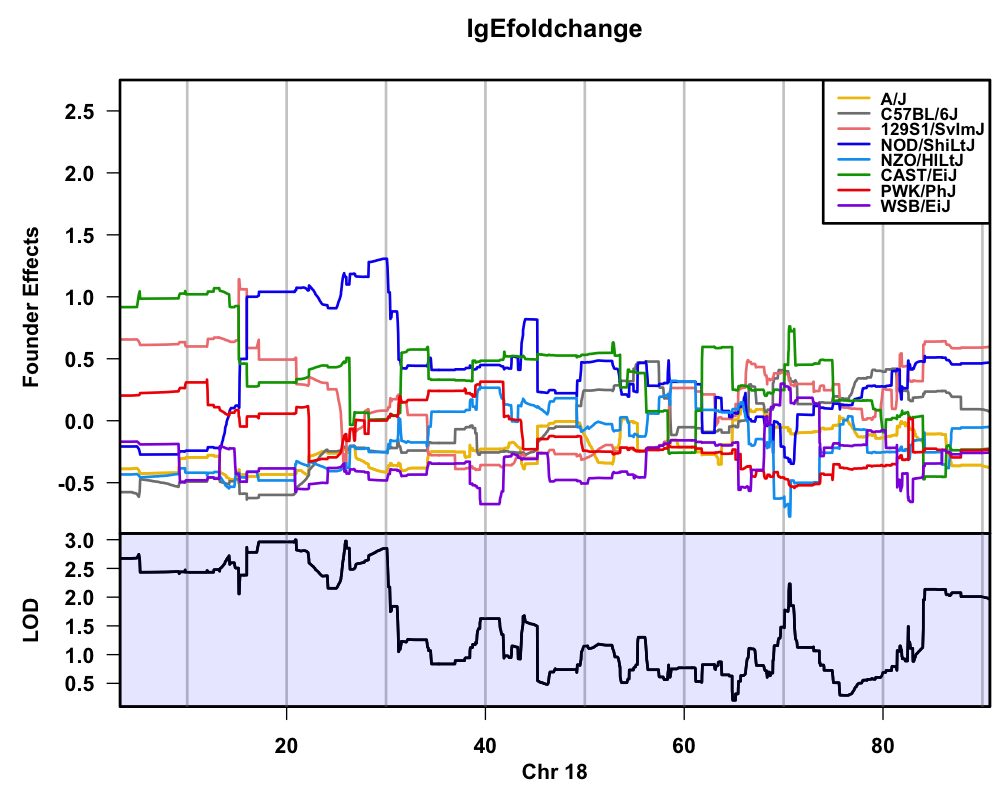 IgEfoldchange
2.5
2.0
1.5
1.0
0.5
0.0
-0.5
Founder Effects
A/J
C57BL/6J
129S1/SvImJ
NOD/ShiLtJ
NZO/HlLtJ
CAST/EiJ
PWK/PhJ
WSB/EiJ
3.0
2.5
2.0
1.5
1.0
0.5
LOD
20 40 60 80
Chr 18